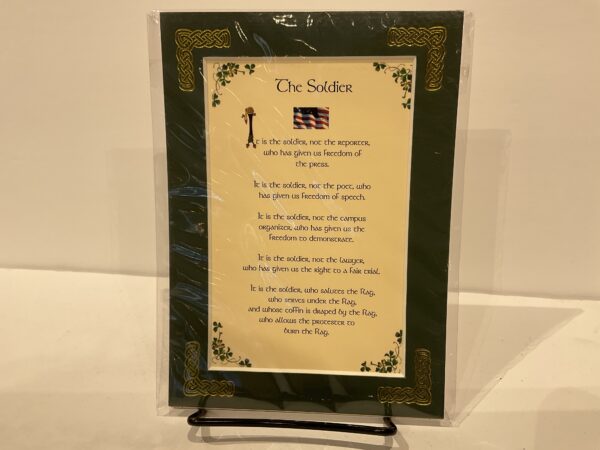 The Soldier
It is the soldier, not the reporter,
who has given us freedom of
the press.
It is the soldier, not the poet, who
has given us freedom of speech.
It is the soldier, not the campus
organizer, who has given us the
freedom to demonstrate.
It is the soldier, not the lawyer,
who has given us the right to a fair trial.
It is the soldier, who salutes the flag,
who serves under the flag,
and whose coffin is draped by the flag,
who allows the protester to
burn the flag.